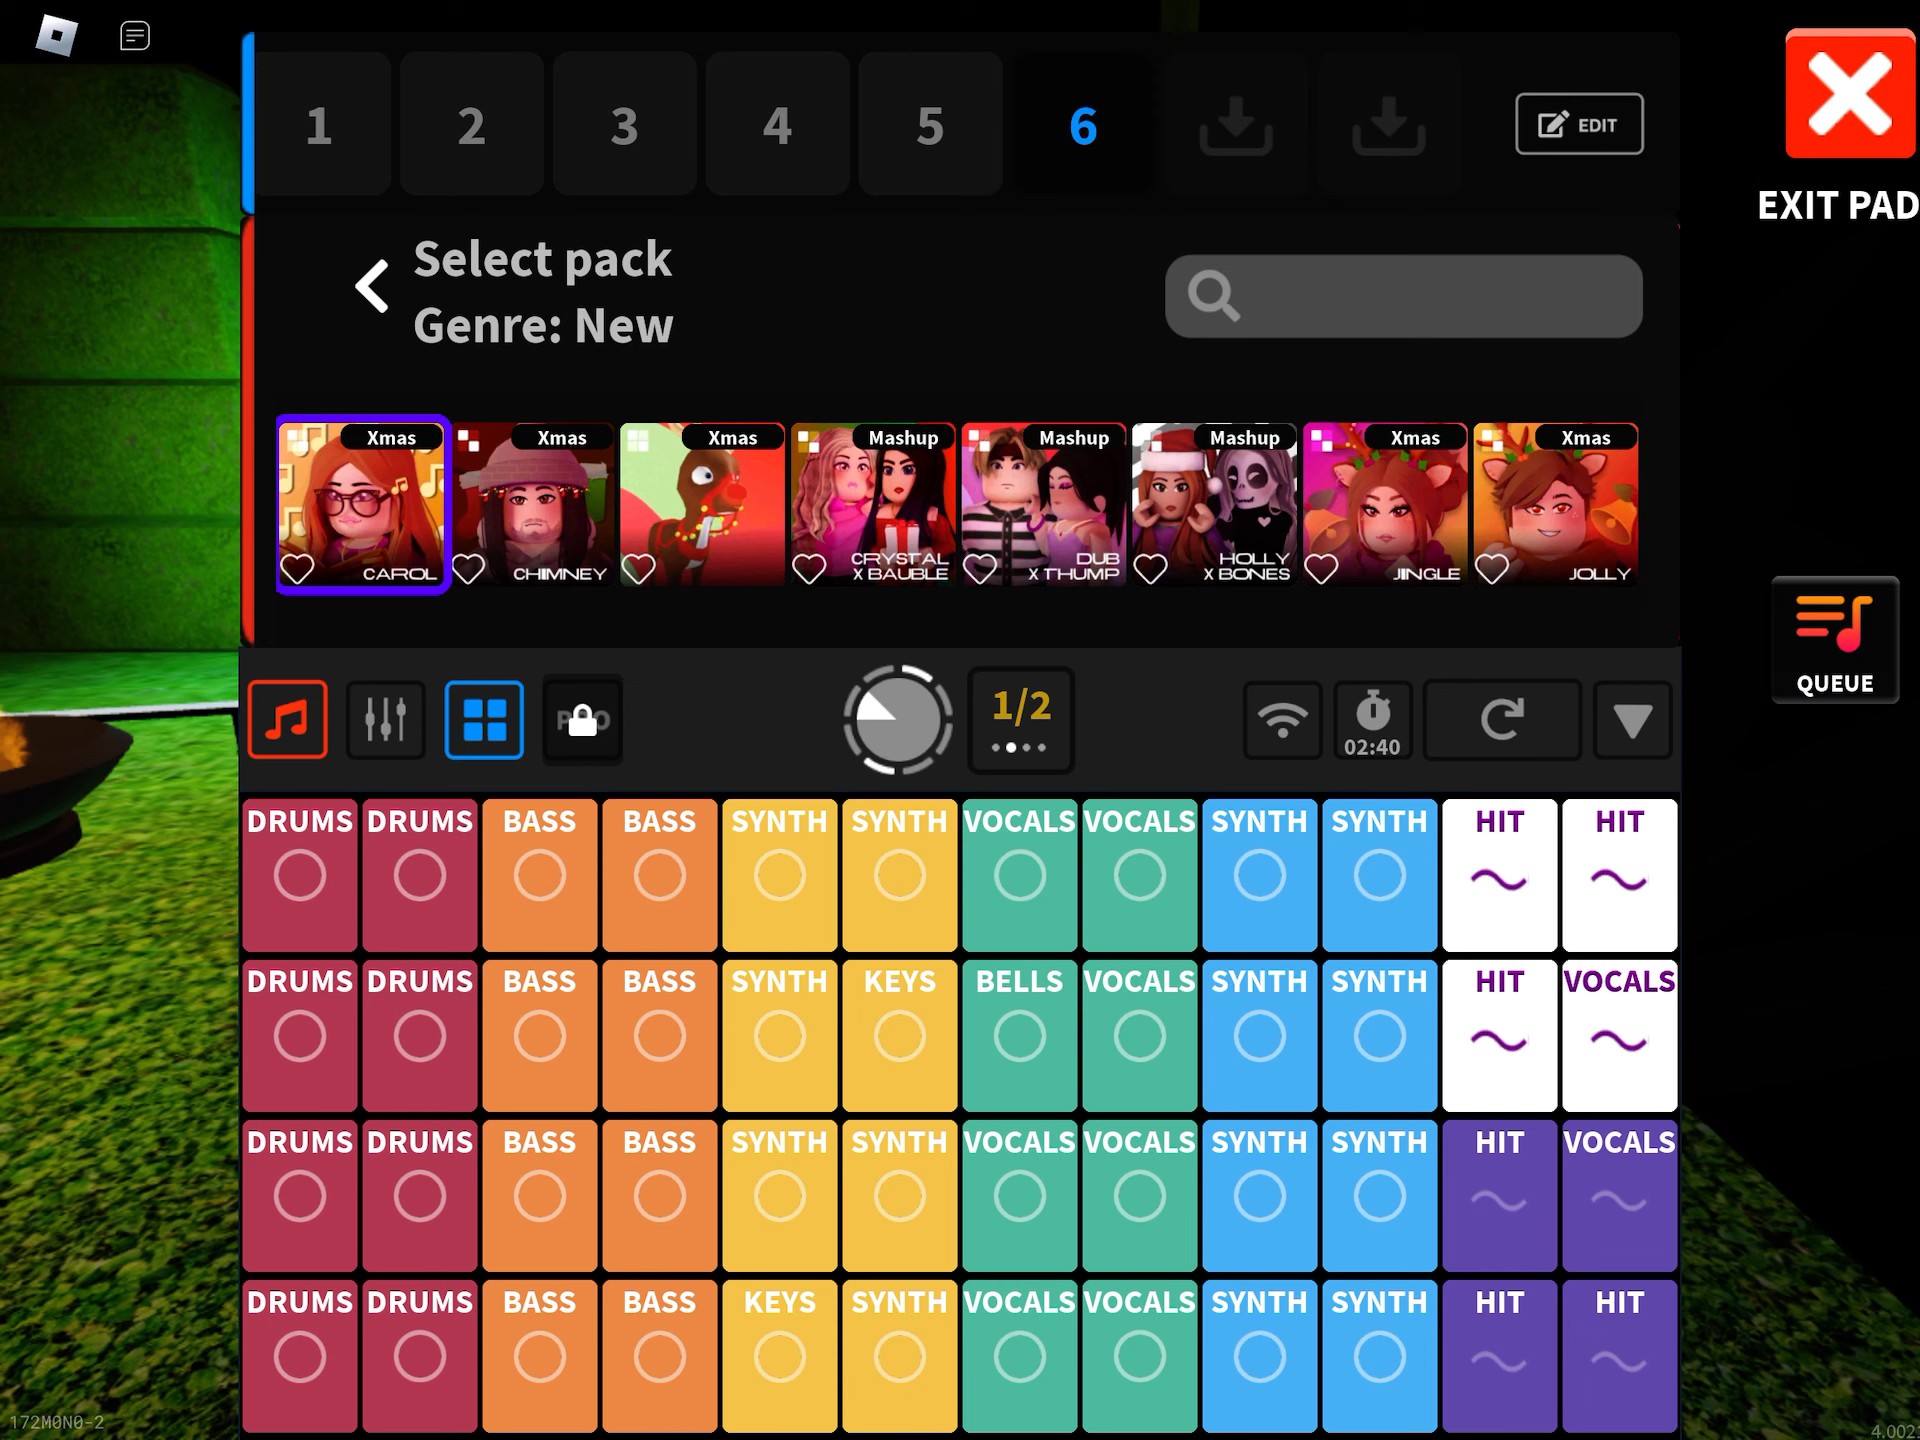 1 2 3 4 5 6 EDIT
EXIT PAD
Select pack
Genre: New
Xmas Xmas Xmas Mashup Mashup Mashup Xmas Xmas
CAROL CHIMNEY CRYSTAL X BAUBLE DUB X THUMP HOLLY X BONES JINGLE JOLLY
QUEUE
1/2
02:40
DRUMS DRUMS BASS BASS SYNTH SYNTH VOCALS VOCALS SYNTH SYNTH HIT HIT
DRUMS DRUMS BASS BASS SYNTH KEYS BELLS VOCALS SYNTH SYNTH HIT VOCALS
DRUMS DRUMS BASS BASS SYNTH SYNTH VOCALS VOCALS SYNTH SYNTH HIT VOCALS
DRUMS DRUMS BASS BASS KEYS SYNTH VOCALS VOCALS SYNTH SYNTH HIT HIT
172M0N0-2